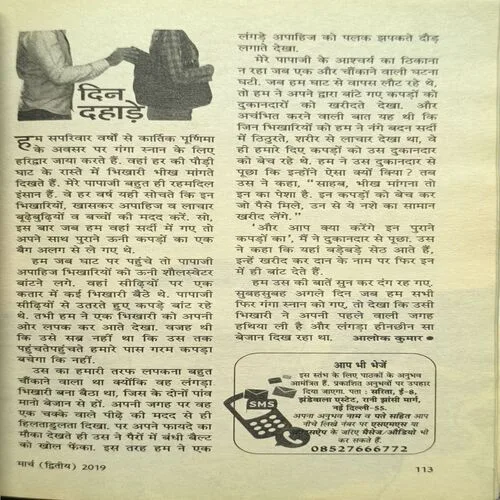 दिन
दहाड़े
हम सपरिवार वर्षों से कार्तिक पूर्णिमा
के अवसर पर गंगा स्नान के लिए
हरिद्वार जाया करते हैं. वहां हर की पौड़ी
घाट के रास्ते में भिखारी भीख मांगते
दिखते हैं. मेरे पापाजी बहुत ही रहमदिल
इंसान हैं. वे हर वर्ष यही सोचते कि इन
भिखारियों, खासकर अपाहिज व लाचार
बूढ़ेबुढ़ियों व बच्चों की मदद करें. सो,
इस बार जब हम वहां सर्दी में गए तो
अपने साथ पुराने ऊनी कपड़ों का एक
बैग अलग से ले गए थे.
हम जब घाट पर पहुंचे तो पापाजी
अपाहिज भिखारियों को ऊनी शौलस्वेटर
बांटने लगे. वहां सीढ़ियों पर एक
कतार में कई भिखारी बैठे थे. पापाजी
सीढ़ियों से उतरते हुए कपड़े बांट रहे
थे. तभी हम ने एक भिखारी को अपनी
ओर लपक कर आते देखा. वजह थी
कि उसे सब्र नहीं था कि उस तक
पहुंचतेपहुंचते हमारे पास गरम कपड़ा
बचेगा कि नहीं.
उस का हमारी तरफ लपकना बहुत
चौंकाने वाला था क्योंकि वह लंगड़ा
भिखारी बना बैठा था, जिस के दोनों पांव
मानो बेजान से हों. अपनी जगह पर वह
एक चक्के वाले पीढ़े की मदद से ही
हिलताडुलता दिखा. पर अपने फायदे का
मौका देखते ही उस ने पैरों में बंधी बैल्ट
को खोल फेंका. इस तरह हम ने एक
लंगड़े अपाहिज को पलक झपकते दौड़
लगाते देखा.
मेरे पापाजी के आश्चर्य का ठिकाना
न रहा जब एक और चौंकाने वाली घटना
घटी. जब हम घाट से वापस लौट रहे थे,
तो हम ने अपने द्वारा बांटे गए कपड़ों को
दुकानदारों को खरीदते देखा. और
अचंभित करने वाली बात यह थी कि
जिन भिखारियों को हम ने नंगे बदन सर्दी
में ठिठुरते, शरीर से लाचार देखा था, वे
ही हमारे दिए कपड़ों को उस दुकानदार
को बेच रहे थे. हम ने उस दुकानदार से
पूछा कि इन्होंने ऐसा क्यों किया? तब
उस ने कहा, "साहब, भीख मांगना तो
इन का पेशा है. इन कपड़ों को बेच कर
जो पैसे मिले, उन से ये नशे का सामान
खरीद लेंगे."
'और आप क्या करेंगे इन पुराने
कपड़ों का', मैं ने दुकानदार से पूछा. उस
ने कहा कि यहां बड़ेबड़े सेठ आते हैं,
इन्हें खरीद कर दान के नाम पर फिर इन
में ही बांट देते हैं.
हम उस की बातें सुन कर दंग रह गए.
सुबहसुबह अगले दिन जब हम सभी
फिर गंगा स्नान को गए, तो देखा कि उसी
भिखारी ने अपनी पहले वाली जगह
हथिया ली है और लंगड़ा हीनछीन सा
बेजान दिख रहा था. आलोक कुमार ●
आप भी भेजें
इस स्तंभ के लिए पाठकों के अनुभव
आमंत्रित हैं. प्रकाशित अनुभवों पर उपहार
दिया जाएगा. पता : सरिता, ई-8,
झंडेवाला एस्टेट, रानी झांसी मार्ग,
नई दिल्ली-55.
अपना अनुभव नाम व पते सहित आप
नीचे लिखे नंबर पर एसएमएस या
व्हाट्सऐप के जरिए मैसेज/औडियो भी
कर सकते हैं.
08527666772
SMS
मार्च (द्वितीय) 2019
113